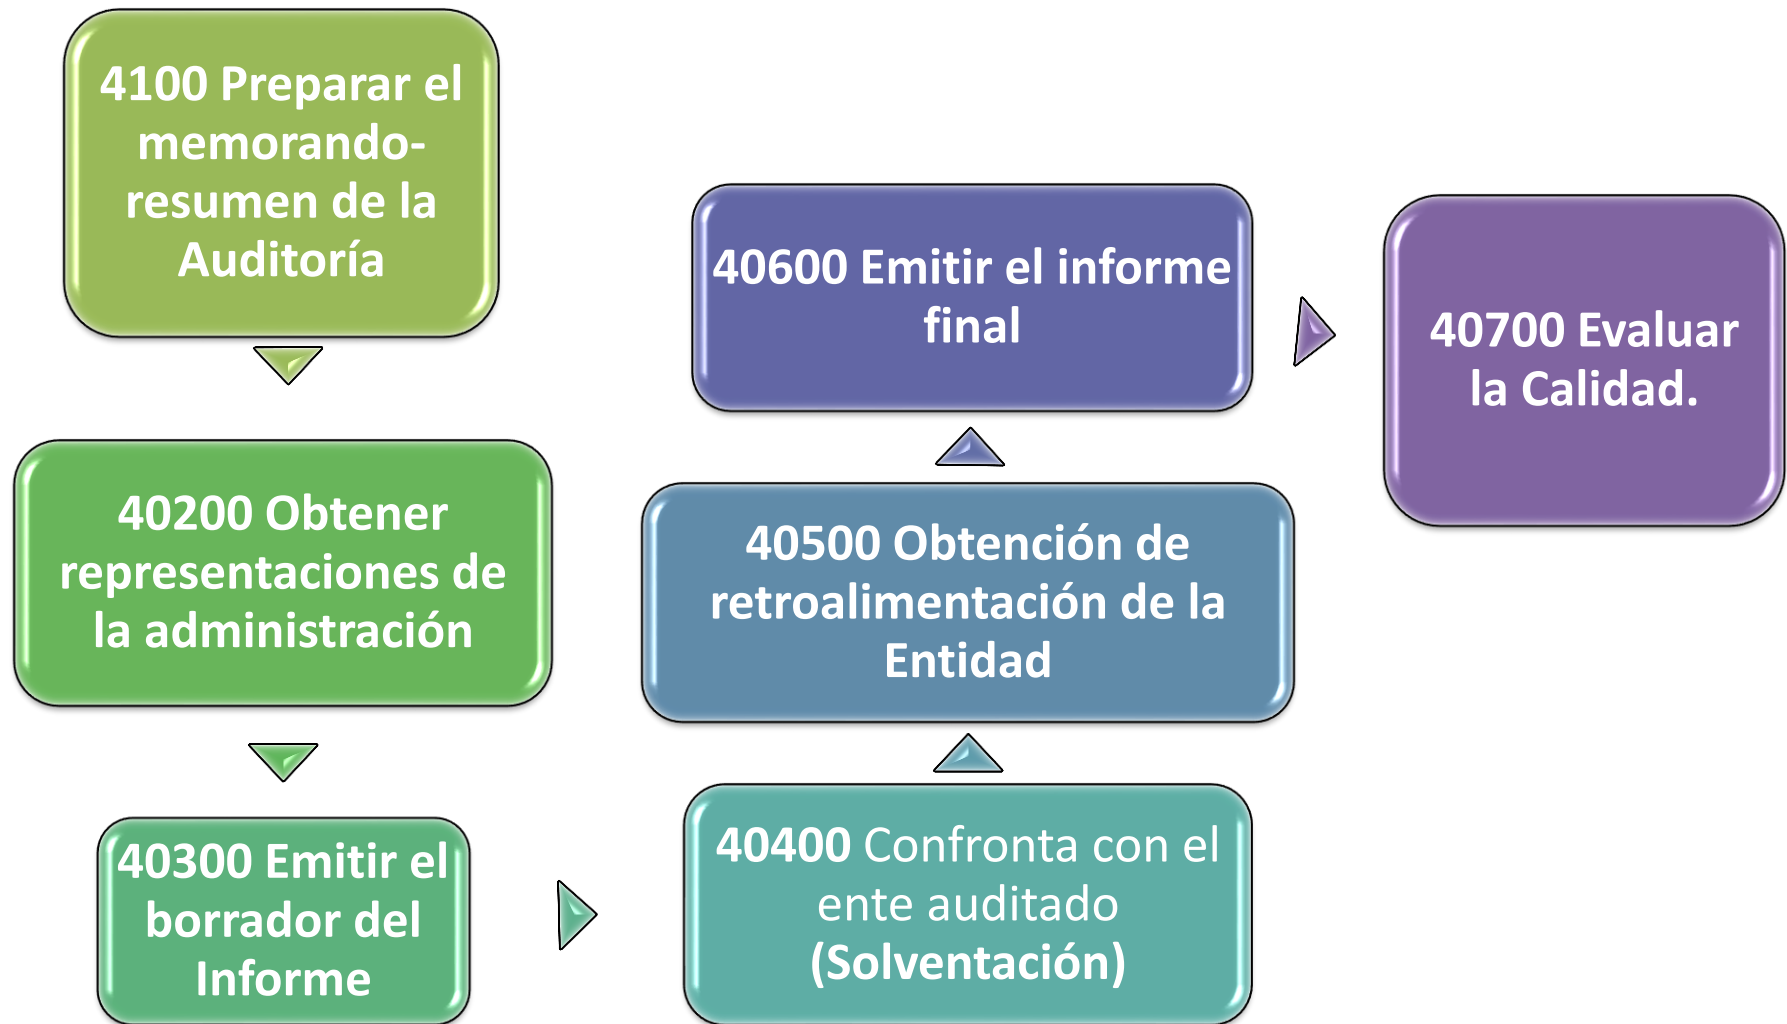 4100 Preparar el
memorando-
resumen de la
Auditoría
40200 Obtener
representaciones de
la administración
40300 Emitir el
borrador del
Informe
40400 Confronta con el
ente auditado
(Solventación)
40500 Obtención de
retroalimentación de la
Entidad
40600 Emitir el informe
final
40700 Evaluar
la Calidad.